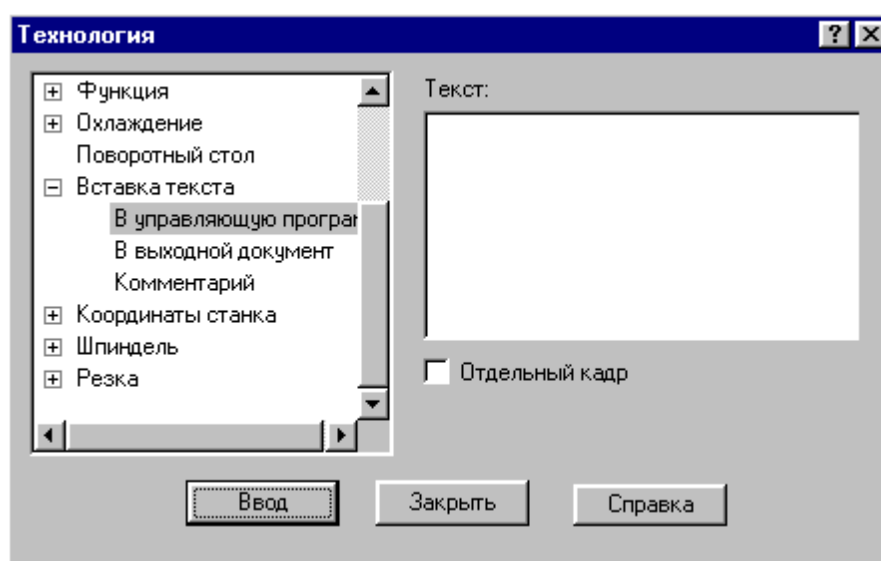 Технология
Функция
Охлаждение
Поворотный стол
Вставка текста
В управляющую програм
В выходной документ
Комментарий
Координаты станка
Шпиндель
Резка
Текст:
Отдельный кадр
Ввод
Закрыть
Справка